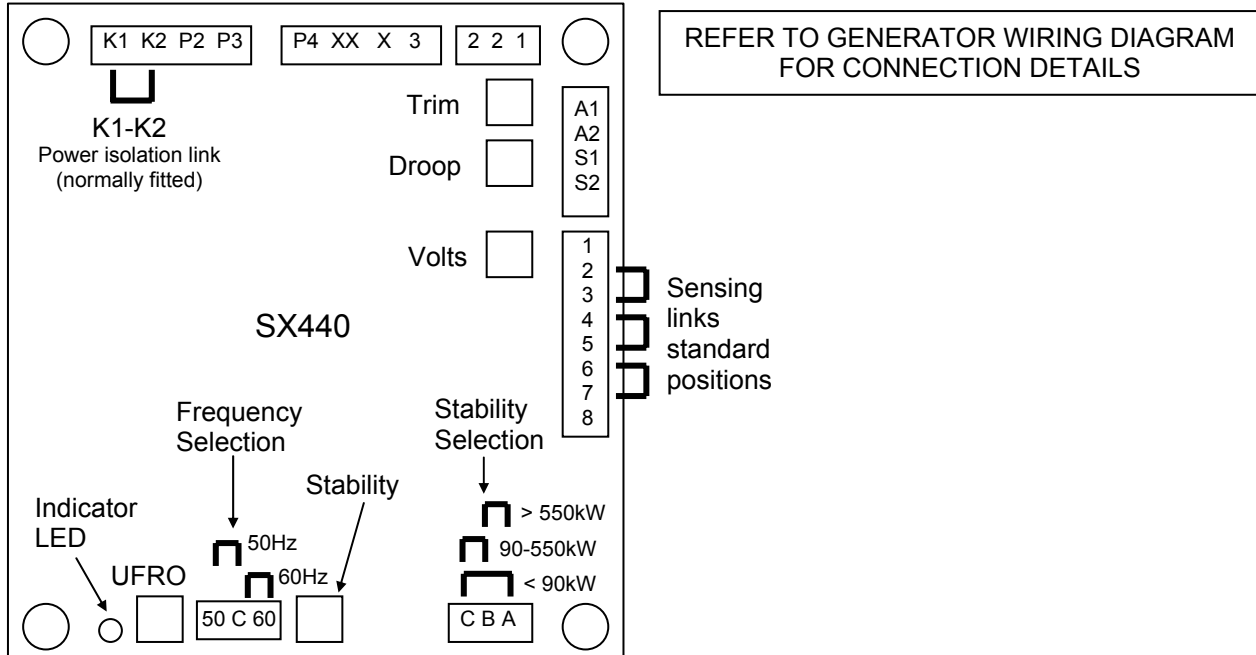 K1 K2 P2 P3
P4 XX X 3
2 2 1
REFER TO GENERATOR WIRING DIAGRAM
FOR CONNECTION DETAILS
K1-K2
Power isolation link
(normally fitted)
Trim
Droop
Volts
A1
A2
S1
S2
1
2
3
4
5
6
7
8
Sensing
links
standard
positions
SX440
Frequency
Selection
Stability
Selection
Stability
Indicator
LED
> 550kW
50Hz
90-550kW
UFRO
60Hz
< 90kW
50 C 60
C B A